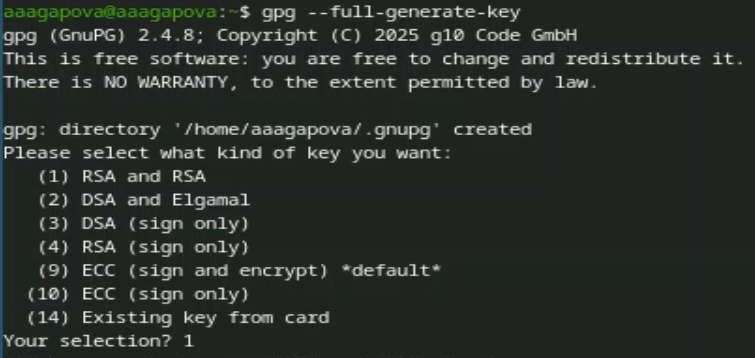 aaagapova@aaagapova:~$ gpg --full-generate-key
gpg (GnuPG) 2.4.8; Copyright (C) 2025 g10 Code GmbH
This is free software: you are free to change and redistribute it.
There is NO WARRANTY, to the extent permitted by law.

gpg: directory '/home/aaagapova/.gnupg' created
Please select what kind of key you want:
   (1) RSA and RSA
   (2) DSA and Elgamal
   (3) DSA (sign only)
   (4) RSA (sign only)
   (9) ECC (sign and encrypt) *default*
  (10) ECC (sign only)
  (14) Existing key from card
Your selection? 1